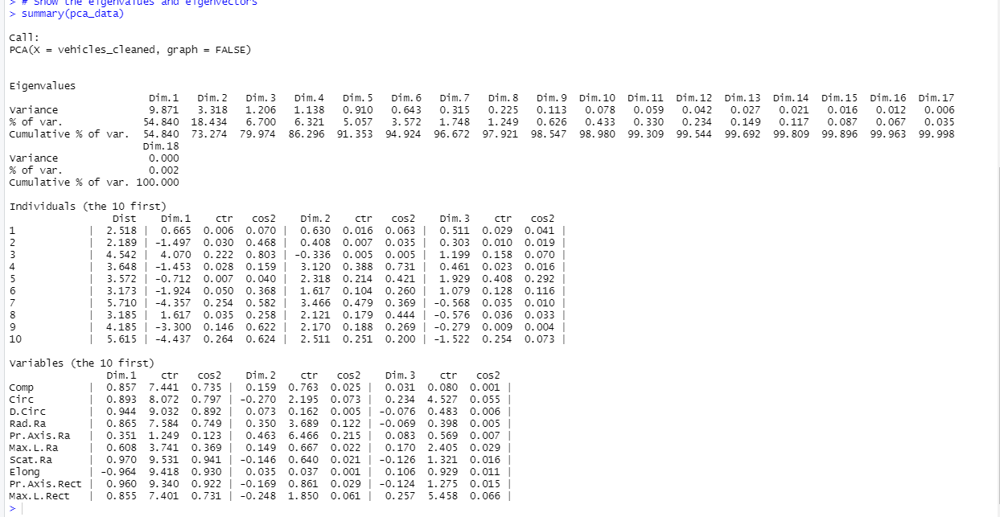 > # Show the eigenvalues and eigenvectors
> summary(pca_data)
Call:
PCA(X = vehicles_cleaned, graph = FALSE)
Eigenvalues
Dim.1 Dim.2 Dim.3 Dim.4 Dim.5 Dim.6 Dim.7 Dim.8 Dim.9 Dim.10 Dim.11 Dim.12 Dim.13 Dim.14 Dim.15 Dim.16 Dim.17
Variance 9.871 3.318 1.206 1.138 0.910 0.643 0.315 0.225 0.113 0.078 0.059 0.042 0.027 0.021 0.016 0.012 0.006
% of var. 54.840 18.434 6.700 6.321 5.057 3.572 1.748 1.249 0.626 0.433 0.330 0.234 0.149 0.117 0.087 0.067 0.035
Cumulative % of var. 54.840 73.274 79.974 86.296 91.353 94.924 96.672 97.921 98.547 98.980 99.309 99.544 99.692 99.809 99.896 99.963 99.998
Dim.18
Variance 0.000
% of var. 0.002
Cumulative % of var. 100.000
Individuals (the 10 first)
Dist Dim.1 ctr cos2 Dim.2 ctr cos2 Dim.3 ctr cos2
1 | 2.518 | 0.665 0.006 0.070 | 0.630 0.016 0.063 | 0.511 0.029 0.041 |
2 | 2.189 | -1.497 0.030 0.468 | 0.408 0.007 0.035 | 0.303 0.010 0.019 |
3 | 4.542 | 4.070 0.222 0.803 | -0.336 0.005 0.005 | 1.199 0.158 0.070 |
4 | 3.648 | -1.453 0.028 0.159 | 3.120 0.388 0.731 | 0.461 0.023 0.016 |
5 | 3.572 | -0.712 0.007 0.040 | 2.318 0.214 0.421 | 1.929 0.408 0.292 |
6 | 3.173 | -1.924 0.050 0.368 | 1.617 0.104 0.260 | 1.079 0.128 0.116 |
7 | 5.710 | -4.357 0.254 0.582 | 3.466 0.479 0.369 | -0.568 0.035 0.010 |
8 | 3.185 | 1.617 0.035 0.258 | 2.121 0.179 0.444 | -0.576 0.036 0.033 |
9 | 4.185 | -3.300 0.146 0.622 | 2.170 0.188 0.269 | -0.279 0.009 0.004 |
10 | 5.615 | -4.437 0.264 0.624 | 2.511 0.251 0.200 | -1.522 0.254 0.073 |
Variables (the 10 first)
Dim.1 ctr cos2 Dim.2 ctr cos2 Dim.3 ctr cos2
Comp | 0.857 7.441 0.735 | 0.159 0.763 0.025 | 0.031 0.080 0.001 |
Circ | 0.893 8.072 0.797 | -0.270 2.195 0.073 | 0.234 4.527 0.055 |
D.Circ | 0.944 9.032 0.892 | 0.073 0.162 0.005 | -0.076 0.483 0.006 |
Rad.Ra | 0.865 7.584 0.749 | 0.350 3.689 0.122 | -0.069 0.398 0.005 |
Pr.Axis.Ra | 0.351 1.249 0.123 | 0.463 6.466 0.215 | 0.083 0.569 0.007 |
Max.L.Ra | 0.608 3.741 0.369 | 0.149 0.667 0.022 | 0.170 2.405 0.029 |
Scat.Ra | 0.970 9.531 0.941 | -0.146 0.640 0.021 | -0.126 1.321 0.016 |
Elong | -0.964 9.418 0.930 | 0.035 0.037 0.001 | 0.106 0.929 0.011 |
Pr.Axis.Rect | 0.960 9.340 0.922 | -0.169 0.861 0.029 | -0.124 1.275 0.015 |
Max.L.Rect | 0.855 7.401 0.731 | -0.248 1.850 0.061 | 0.257 5.458 0.066 |
>